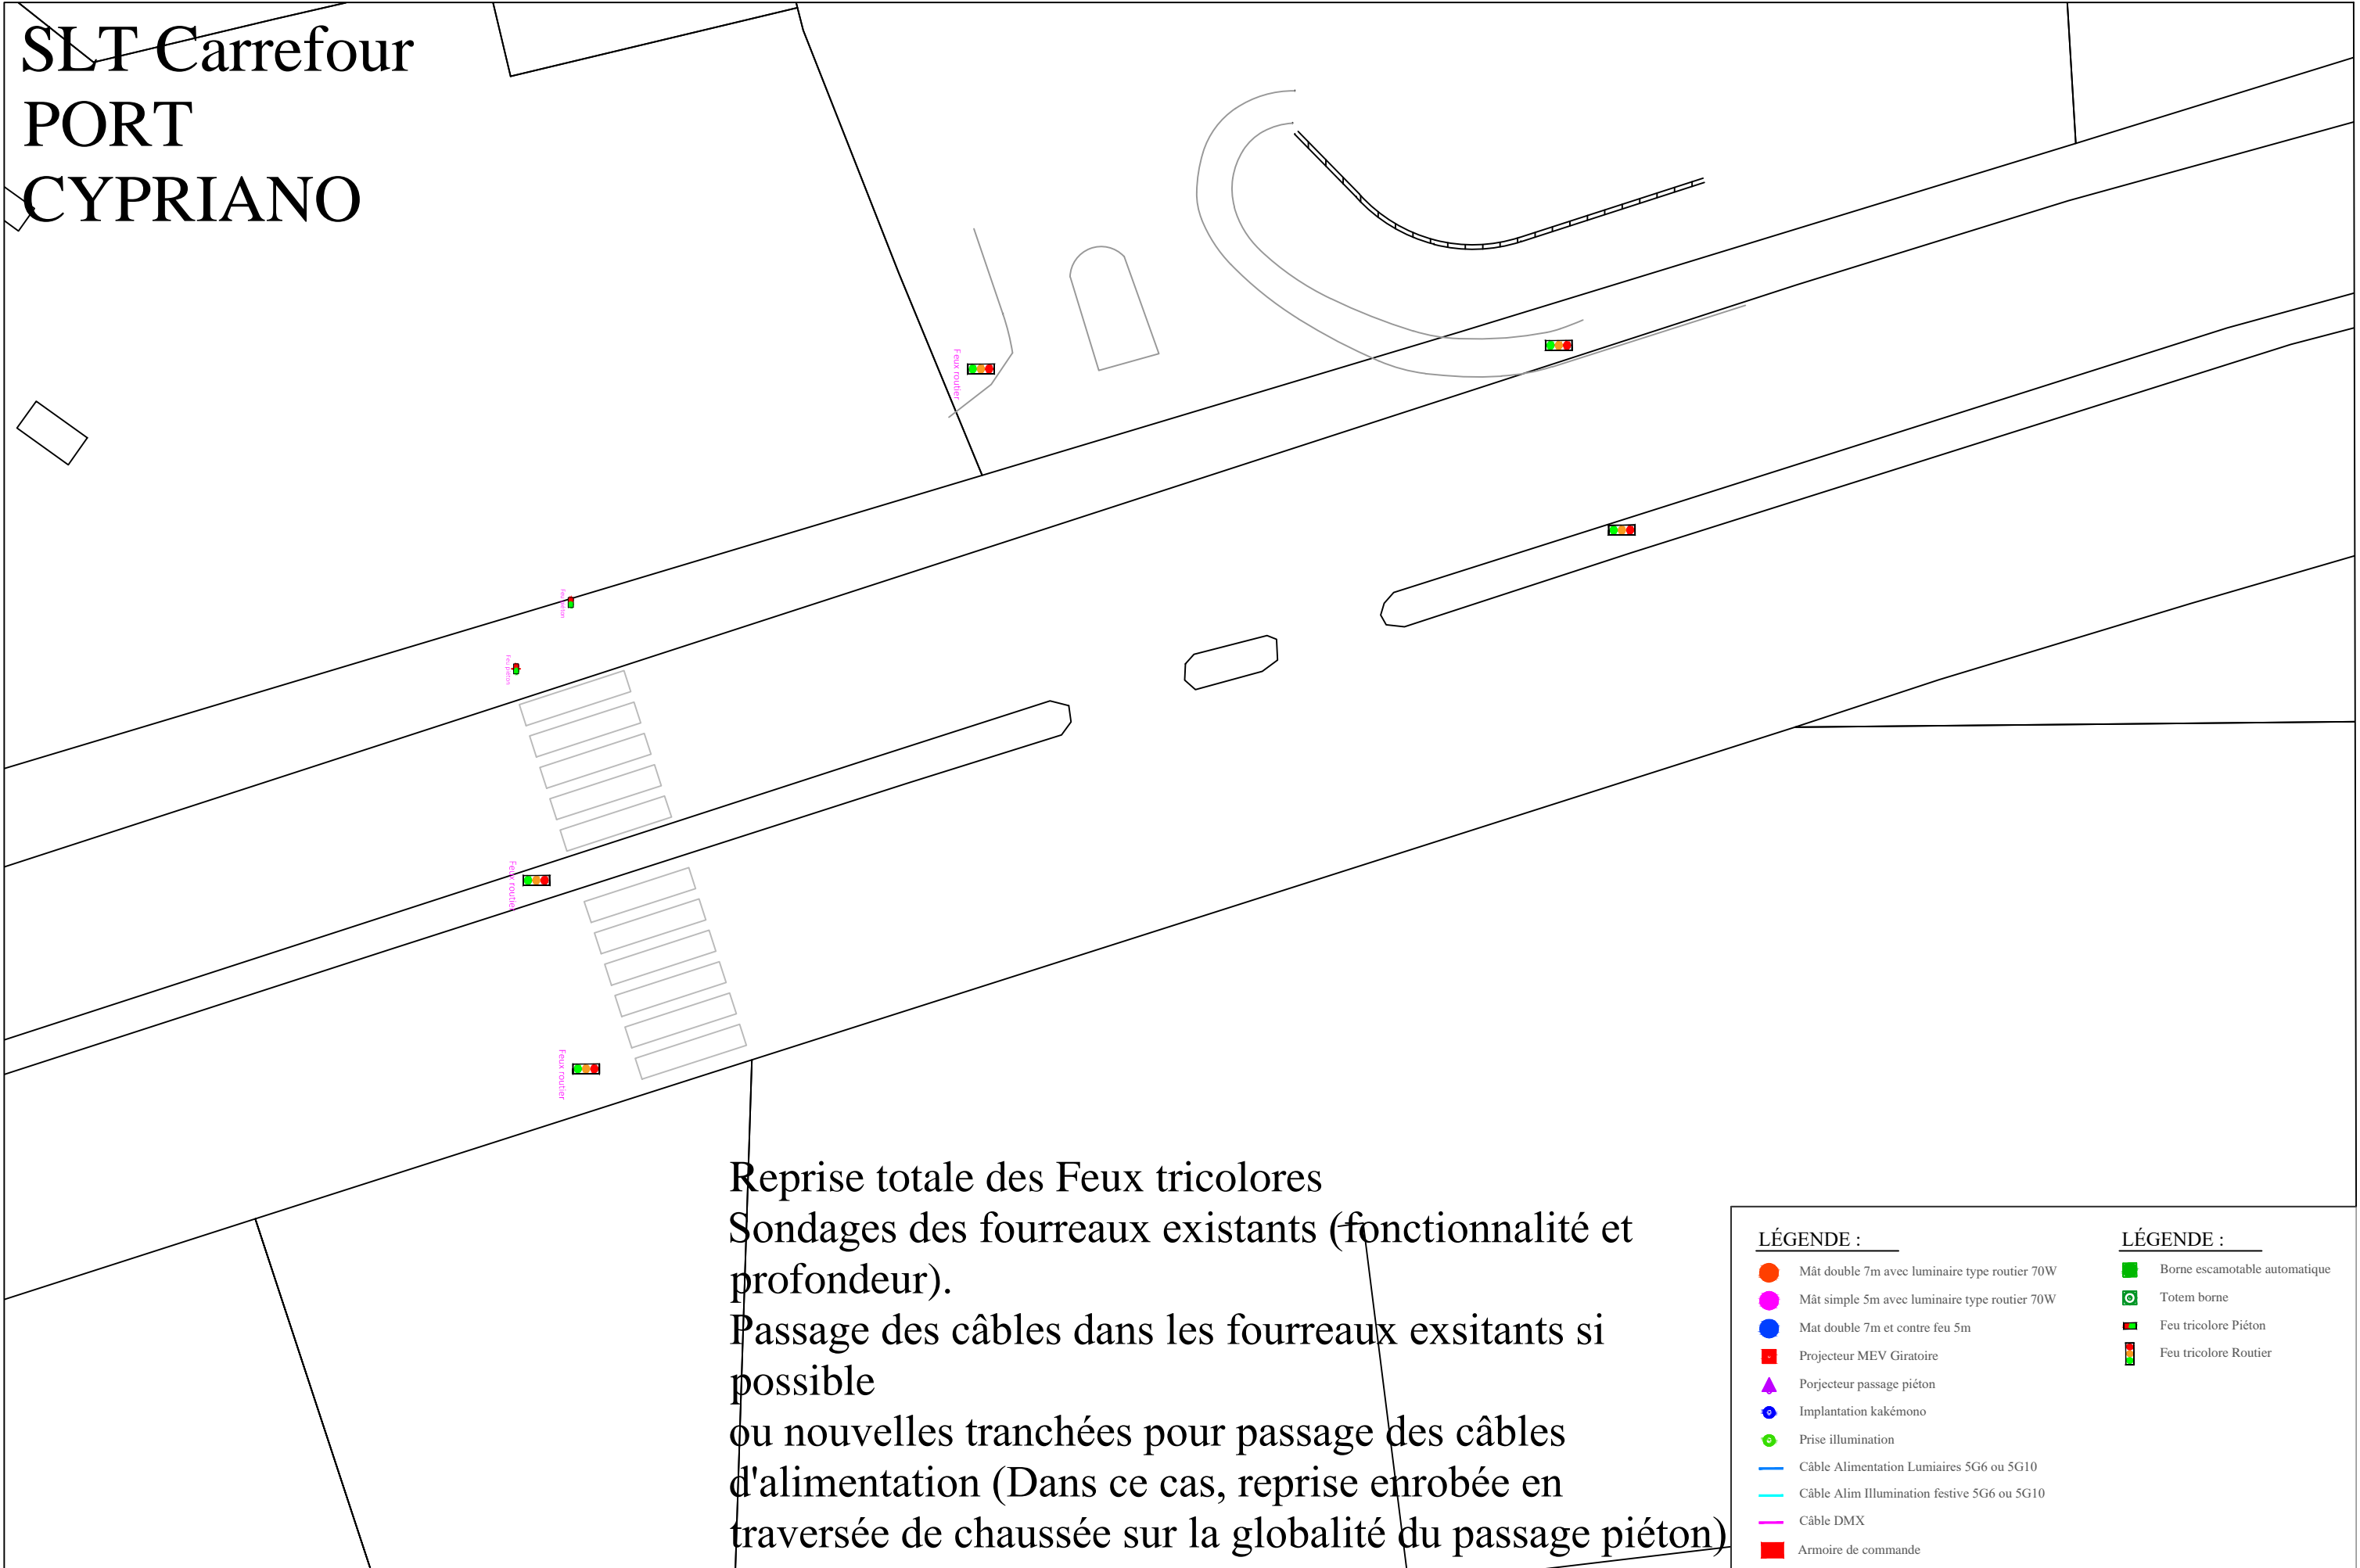 SLT Carrefour
PORT
CYPRIANO
Feux routier
Feu piéton
Feu piéton
Feux routier
Feux routier
Reprise totale des Feux tricolores
Sondages des fourreaux existants (fonctionnalité et
profondeur).
Passage des câbles dans les fourreaux exsitants si
possible
ou nouvelles tranchées pour passage des câbles
d'alimentation (Dans ce cas, reprise enrobée en
traversée de chaussée sur la globalité du passage piéton)
LÉGENDE :
Mât double 7m avec luminaire type routier 70W
Mât simple 5m avec luminaire type routier 70W
Mat double 7m et contre feu 5m
Projecteur MEV Giratoire
Porjecteur passage piéton
Implantation kakémono
Prise illumination
Câble Alimentation Lumiaires 5G6 ou 5G10
Câble Alim Illumination festive 5G6 ou 5G10
Câble DMX
Armoire de commande
LÉGENDE :
Borne escamotable automatique
Totem borne
Feu tricolore Piéton
Feu tricolore Routier